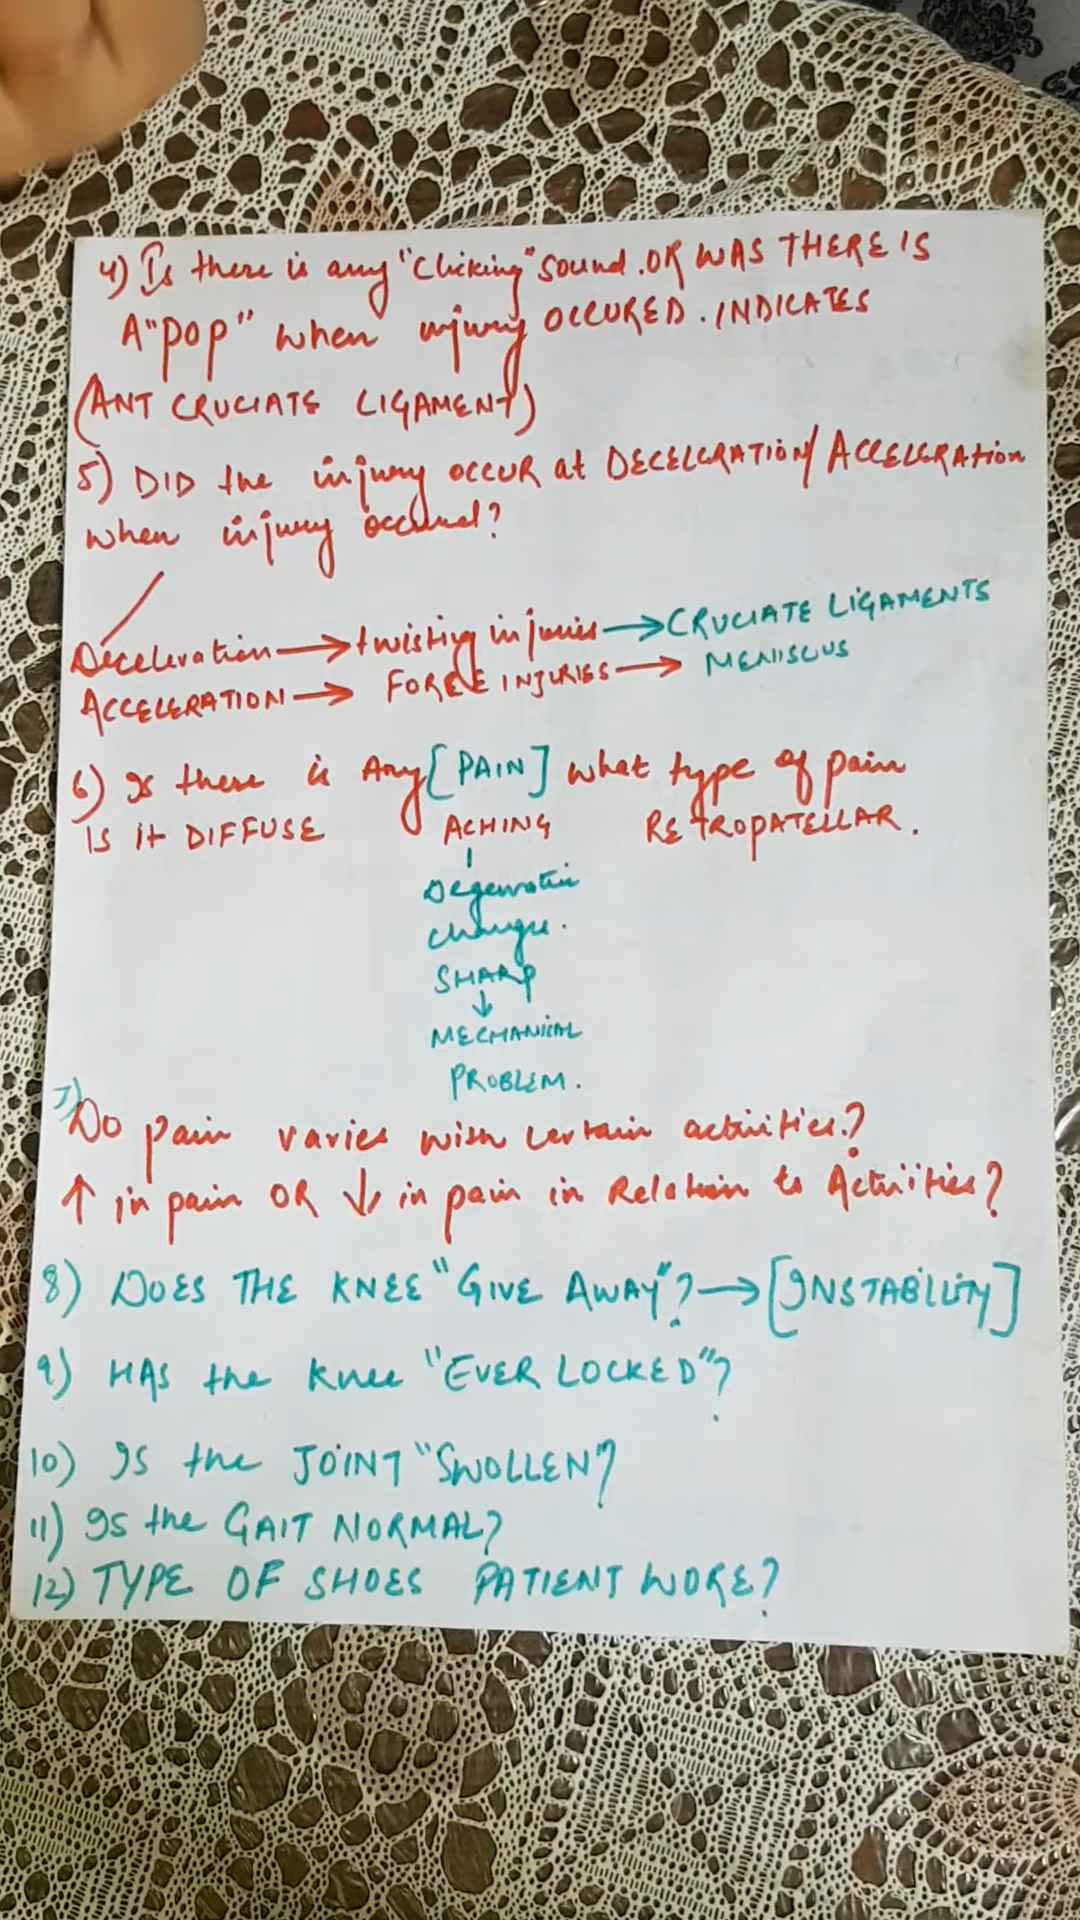 4) Is there is any "Clicking" sound. OR WAS THERE IS
A "POP" when injury OCCURED. INDICATES
(ANT CRUCIATE LIGAMENT)
5) DID the injury OCCUR at DECELERATION/ACCELERATION
when injury occured?
Deceleration → twisting injuries → CRUCIATE LIGAMENTS
ACCELERATION → FORCE INJURIES → MENISCUS
6) Is there is Any [PAIN] what type of pain
Is it DIFFUSE ACHING RETROPATELLAR.
Degenratin
change.
SHARP
↓
MECHANICAL
PROBLEM.
7) Do pain varies with certain activities?
↑ in pain OR ↓ in pain in Relation to Activities?
8) DOES THE KNEE "GIVE AWAY"? → [INSTABILITY]
9) HAS the Knee "EVER LOCKED"?
10) IS the JOINT "SWOLLEN?
11) Is the GAIT NORMAL?
12) TYPE OF SHOES PATIENT WORE?